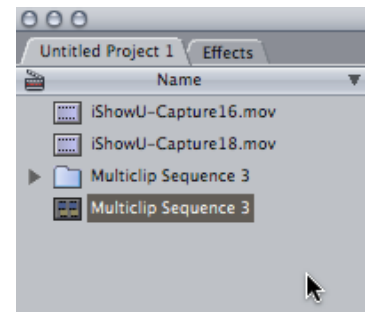 Untitled Project 1 Effects
Name
iShowU-Capture16.mov
iShowU-Capture18.mov
Multiclip Sequence 3
Multiclip Sequence 3